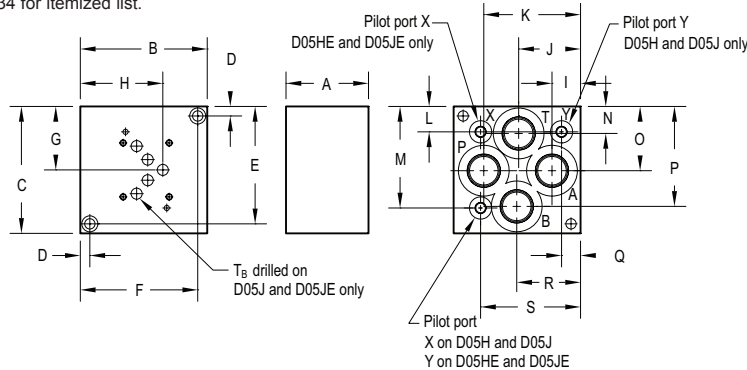 34 for itemized list.
B
D
H
A
G
C
E
D
F
T_B drilled on
D05J and D05JE only
K
Pilot port X
D05HE and D05JE only
J
Pilot port Y
D05H and D05J only
I
L
X
T
Y
N
O
M
P
P
A
B
Q
R
S
Pilot port
X on D05H and D05J
Y on D05HE and D05JE